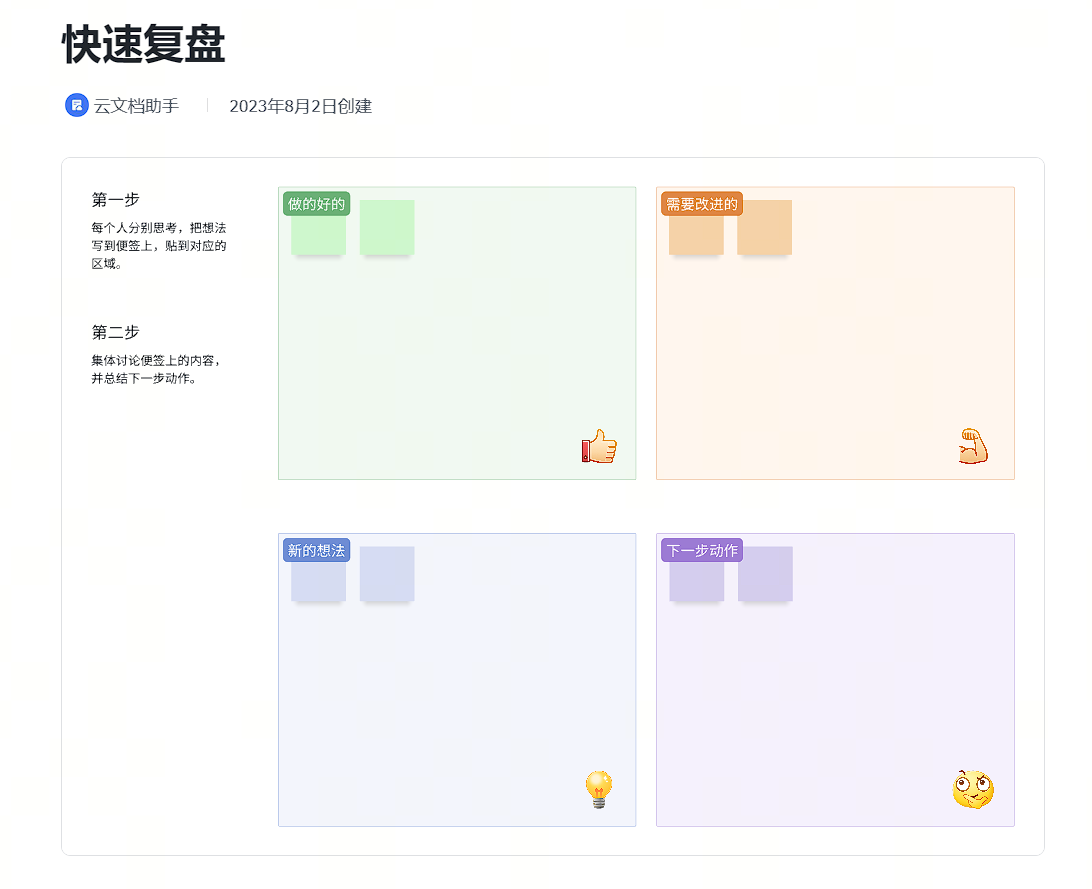 快速复盘
云文档助手
2023年8月2日创建
第一步
每个人分别思考，把想法
写到便签上，贴到对应的
区域。
第二步
集体讨论便签上的内容，
并总结下一步动作。
做的好的
需要改进的
新的想法
下一步动作